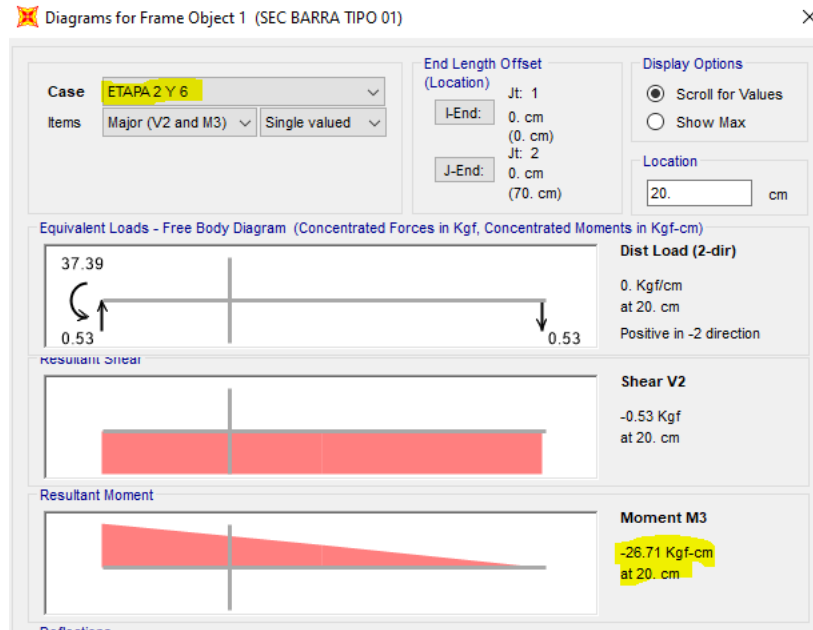 Diagrams for Frame Object 1 (SEC BARRA TIPO 01)
Case ETAPA 2 Y 6
Items Major (V2 and M3) Single valued
End Length Offset
(Location)
Jt: 1
I-End: 0. cm
(0. cm)
Jt: 2
J-End: 0. cm
(70. cm)
Display Options
Scroll for Values
Show Max
Location
20. cm
Equivalent Loads - Free Body Diagram (Concentrated Forces in Kgf, Concentrated Moments in Kgf-cm)
37.39
0.53
0.53
Dist Load (2-dir)
0. Kgf/cm
at 20. cm
Positive in -2 direction
Resultant Shear
Shear V2
-0.53 Kgf
at 20. cm
Resultant Moment
Moment M3
-26.71 Kgf-cm
at 20. cm
Deflections